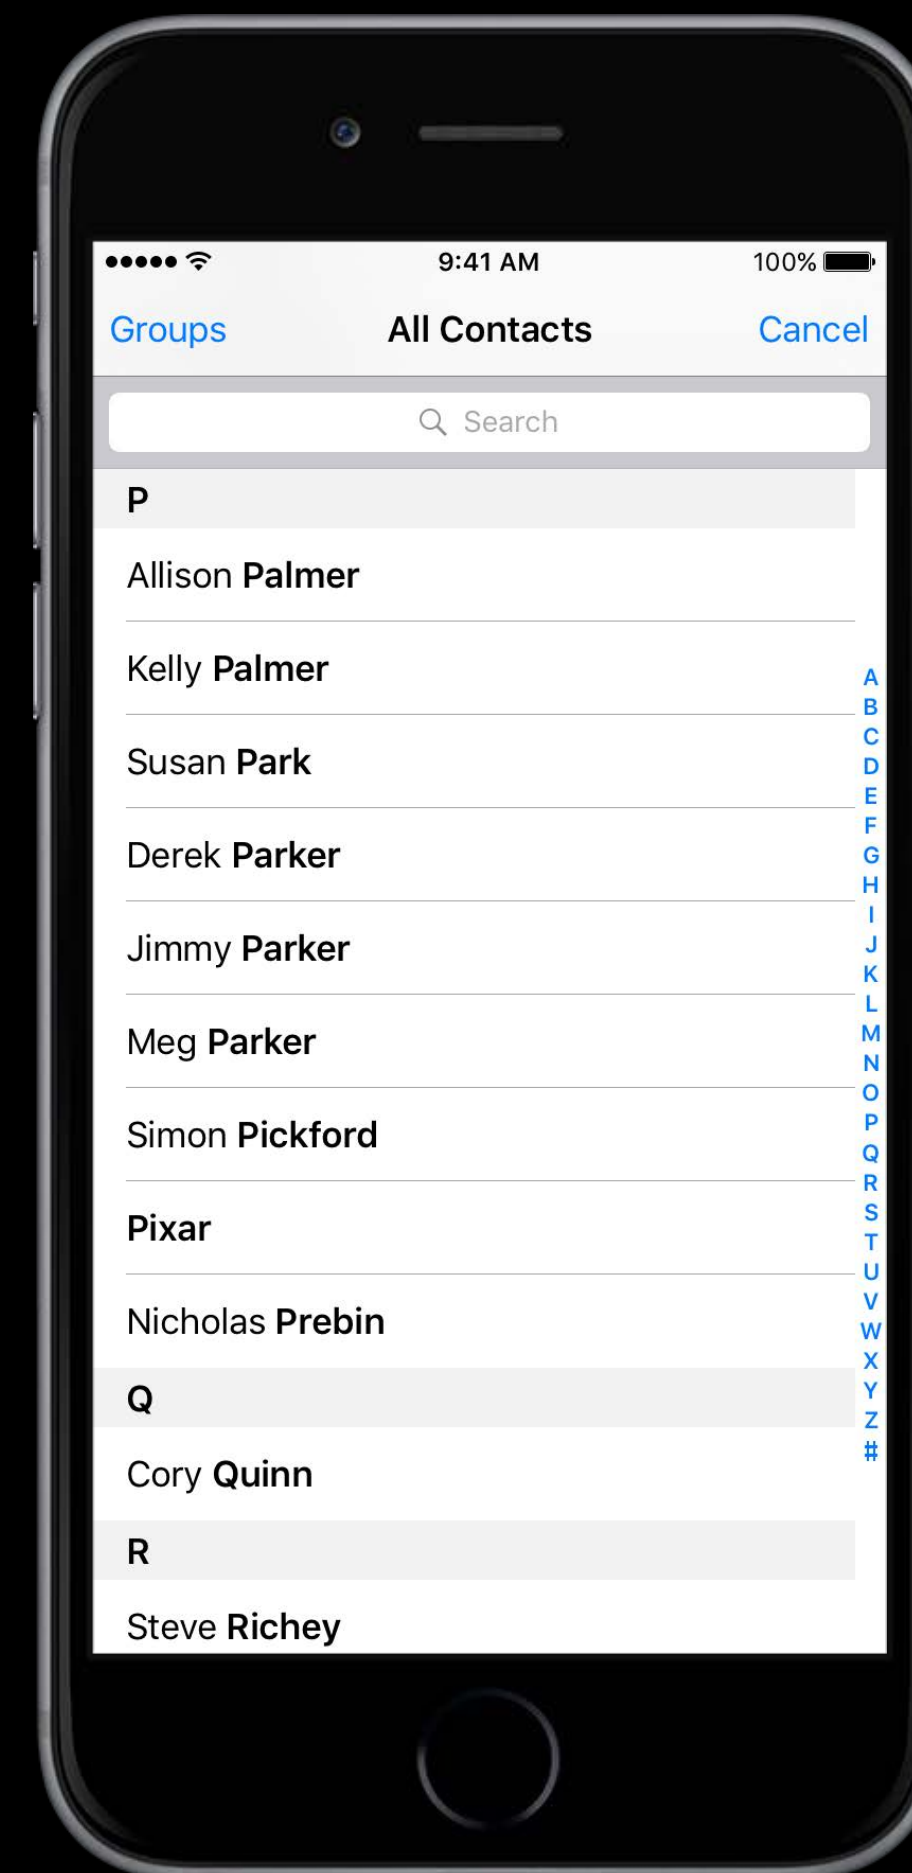 9:41 AM 100%
Groups All Contacts Cancel
Search
P
Allison Palmer
Kelly Palmer
Susan Park
Derek Parker
Jimmy Parker
Meg Parker
Simon Pickford
Pixar
Nicholas Prebin
Q
Cory Quinn
R
Steve Richey
A
B
C
D
E
F
G
H
I
J
K
L
M
N
O
P
Q
R
S
T
U
V
W
X
Y
Z
#